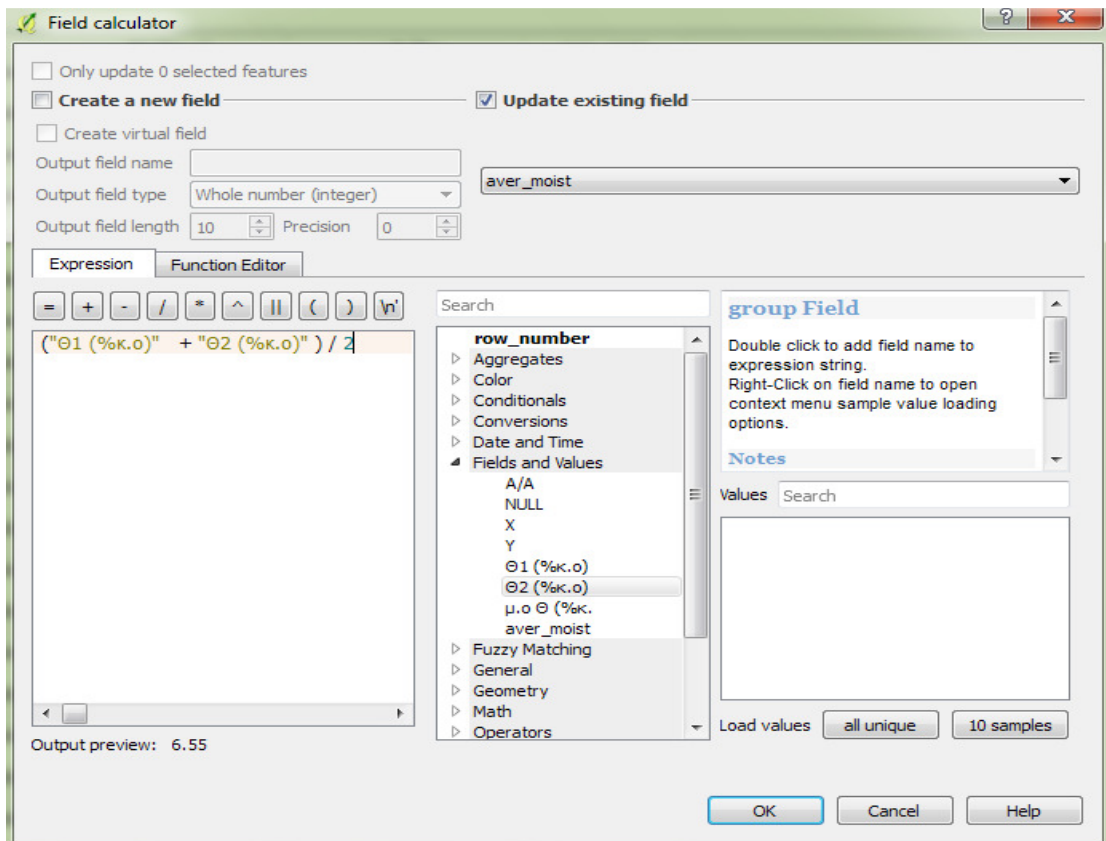 Field calculator
Only update 0 selected features
Create a new field
Update existing field
Create virtual field
Output field name
aver_moist
Output field type Whole number (integer)
Output field length 10 Precision 0
Expression Function Editor
= + - / * ^ || ( ) '\n'
("Θ1 (%κ.ο)" + "Θ2 (%κ.ο)" ) / 2
Output preview: 6.55
Search
row_number
Aggregates
Color
Conditionals
Conversions
Date and Time
Fields and Values
A/A
NULL
X
Y
Θ1 (%κ.ο)
Θ2 (%κ.ο)
μ.ο Θ (%κ.
aver_moist
Fuzzy Matching
General
Geometry
Math
Operators
group Field
Double click to add field name to
expression string.
Right-Click on field name to open
context menu sample value loading
options.
Notes
Values Search
Load values all unique 10 samples
OK Cancel Help